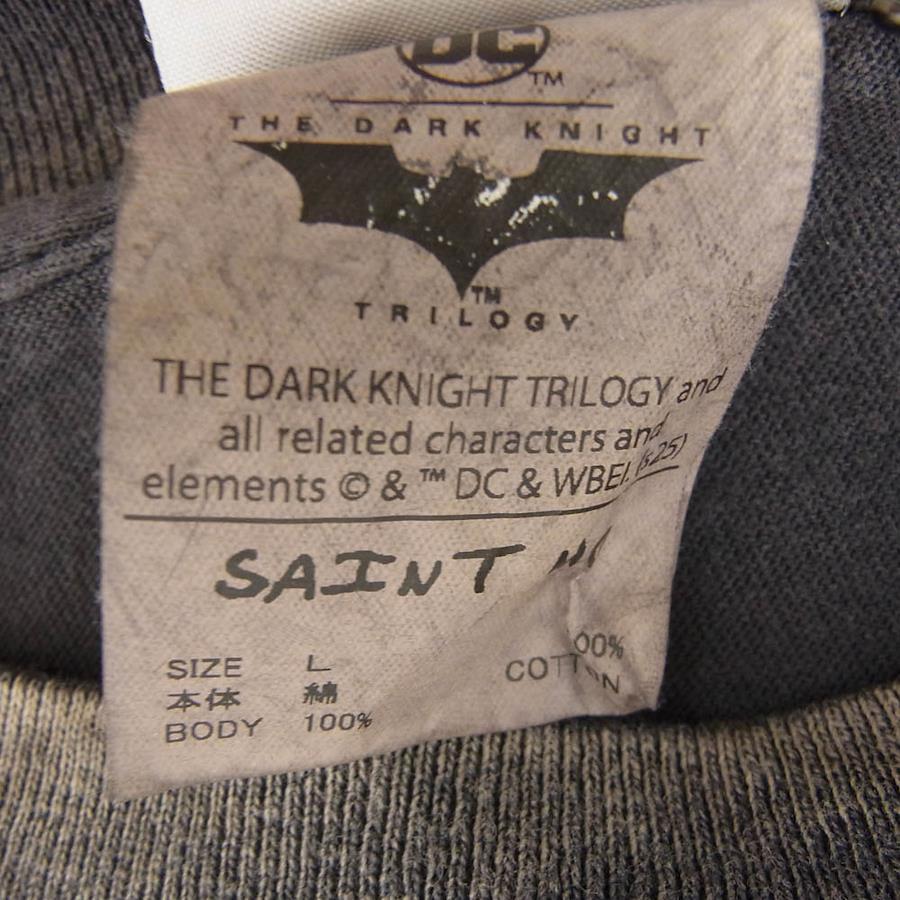 DC™
THE DARK KNIGHT
™
TRILOGY
THE DARK KNIGHT TRILOGY and
all related characters and
elements © & ™ DC & WBEI. (s25)
SAINT
SIZE L
本体 綿
BODY 100%
COTTON